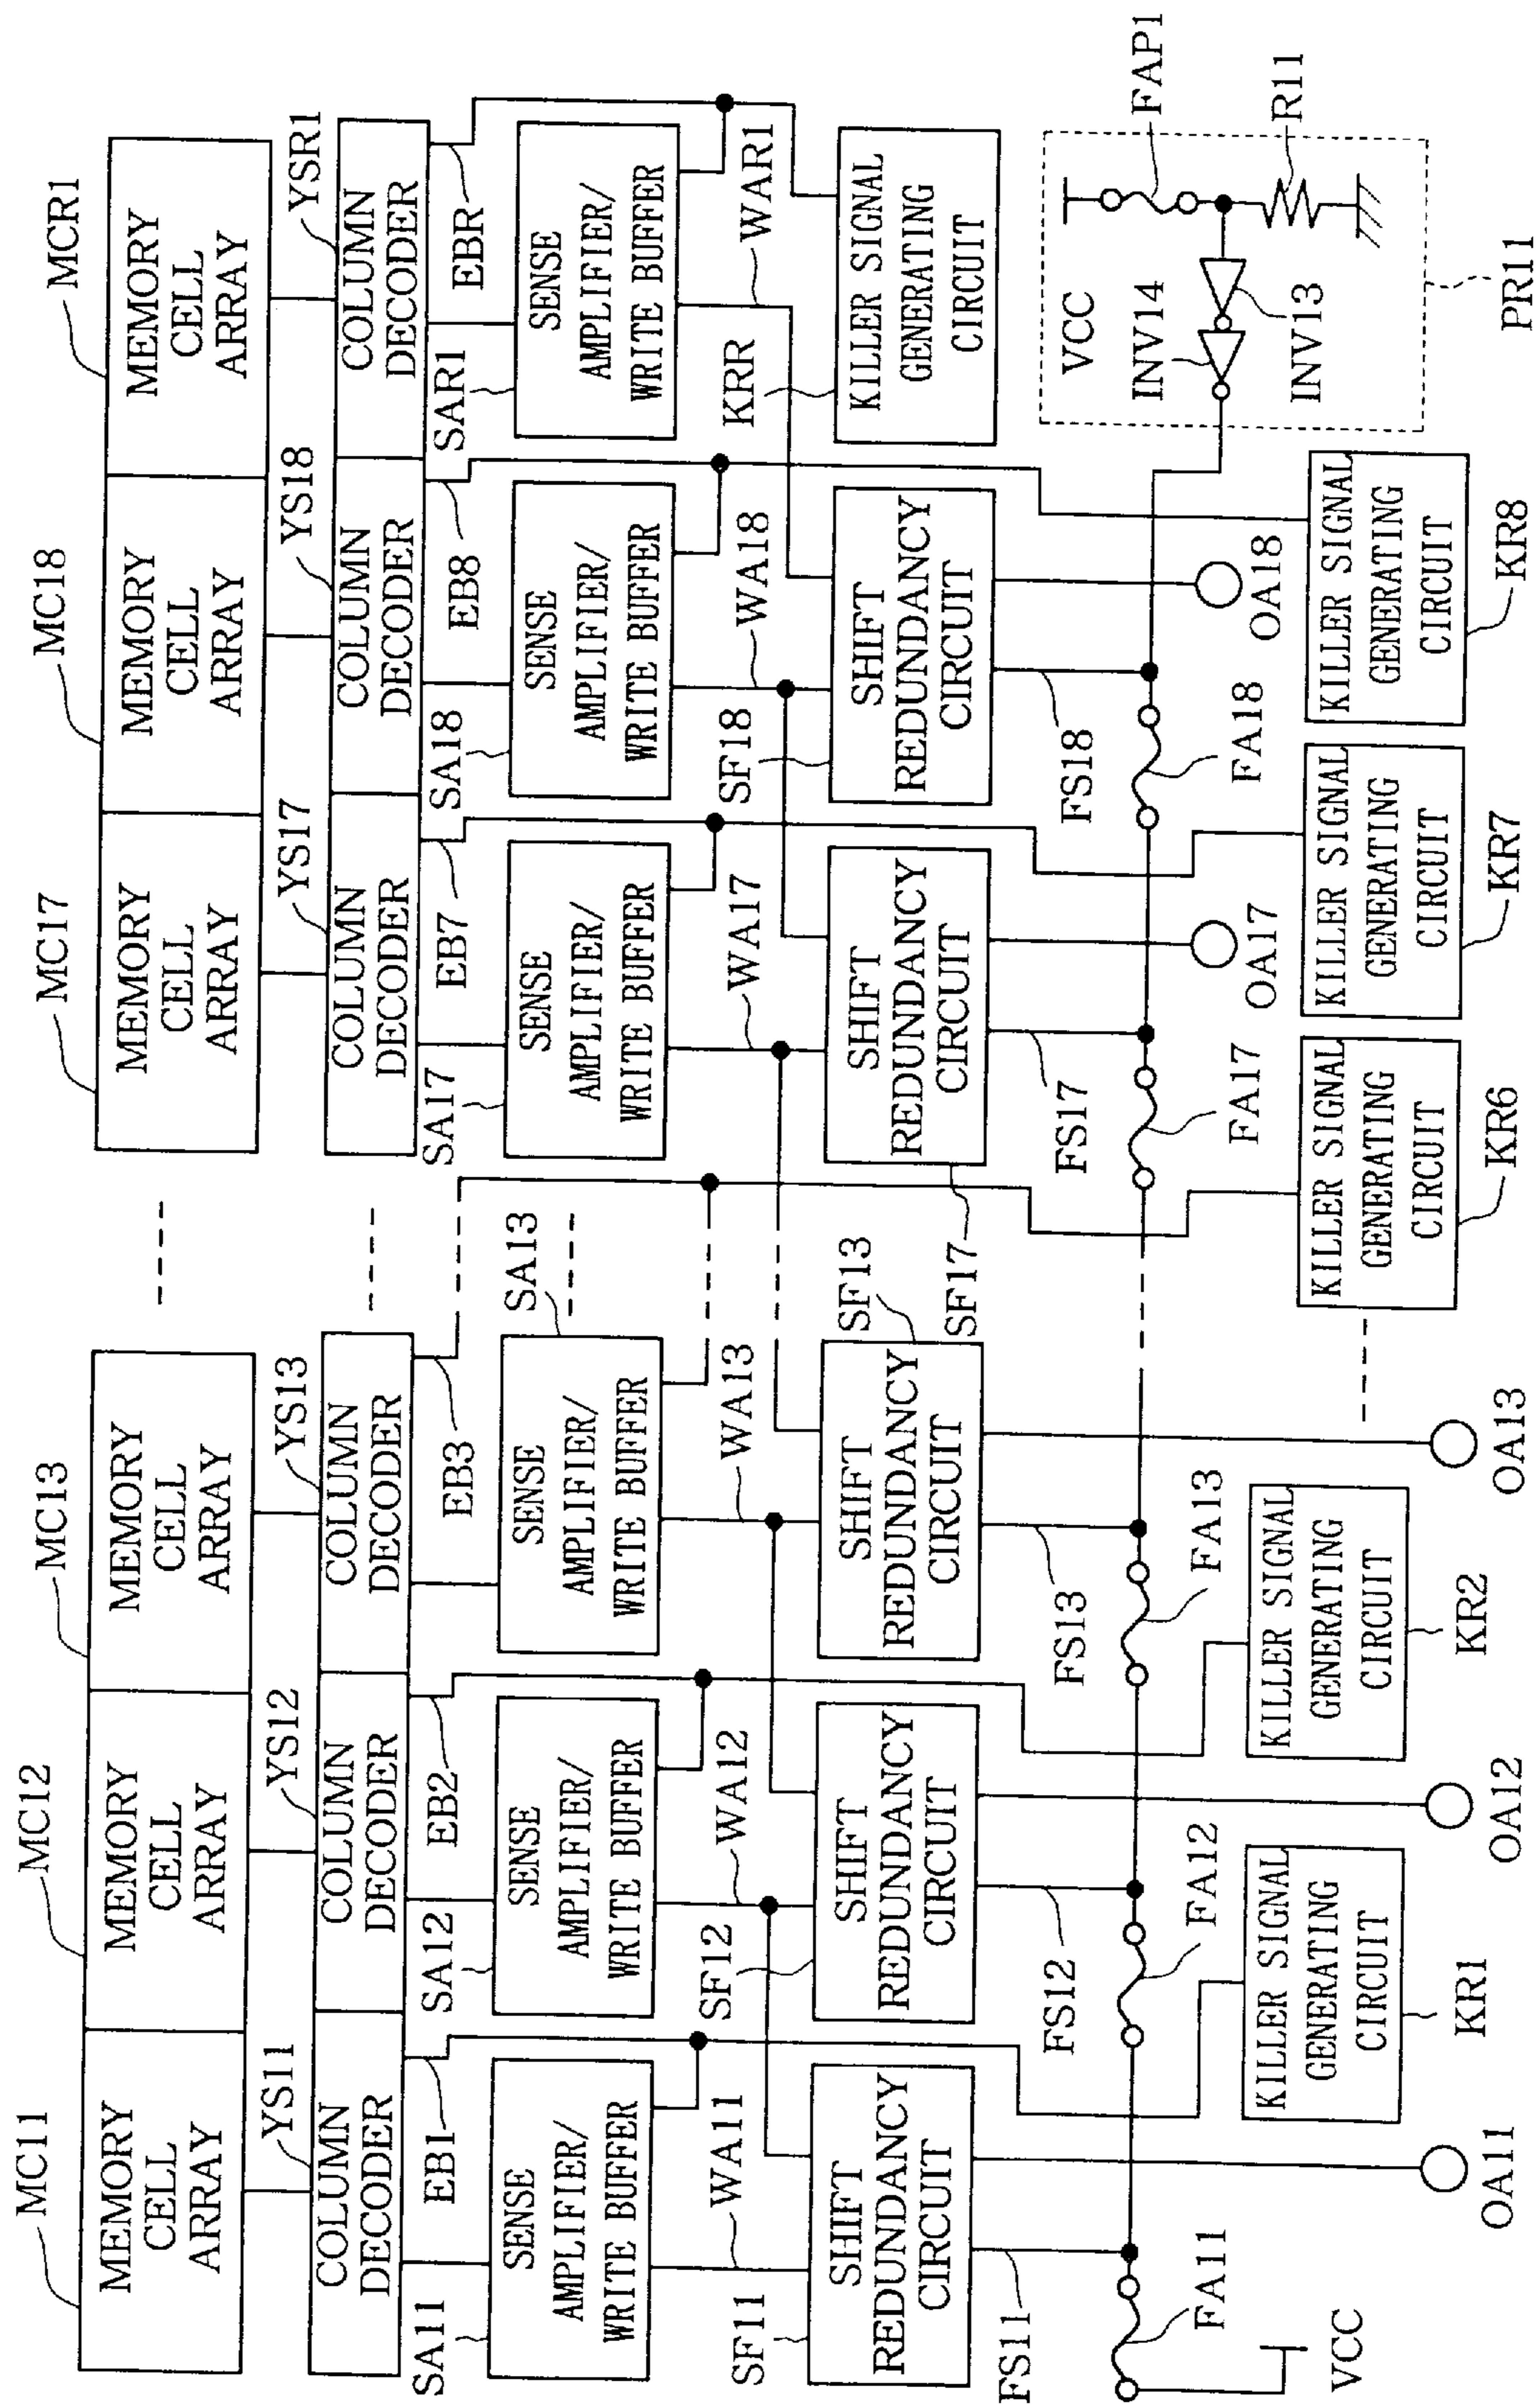 MC11
MC12
MC13
MC17
MC18
MCR1
MEMORY
CELL
ARRAY
MEMORY
CELL
ARRAY
MEMORY
CELL
ARRAY
MEMORY
CELL
ARRAY
MEMORY
CELL
ARRAY
MEMORY
CELL
ARRAY
YS11
YS12
YS13
YS17
YS18
YSR1
COLUMN
DECODER
COLUMN
DECODER
COLUMN
DECODER
COLUMN
DECODER
COLUMN
DECODER
COLUMN
DECODER
SA11
EB1
SA12
EB2
EB3
SA13
SA17
EB7
SA18
EB8
SAR1
EBR
SENSE
AMPLIFIER/
WRITE BUFFER
SENSE
AMPLIFIER/
WRITE BUFFER
SENSE
AMPLIFIER/
WRITE BUFFER
SENSE
AMPLIFIER/
WRITE BUFFER
SENSE
AMPLIFIER/
WRITE BUFFER
SENSE
AMPLIFIER/
WRITE BUFFER
SF11
WA11
SF12
WA12
WA13
SF13
SF17
WA17
SF18
WA18
KRR
WAR1
SHIFT
REDUNDANCY
CIRCUIT
SHIFT
REDUNDANCY
CIRCUIT
SHIFT
REDUNDANCY
CIRCUIT
SHIFT
REDUNDANCY
CIRCUIT
SHIFT
REDUNDANCY
CIRCUIT
KILLER SIGNAL
GENERATING
CIRCUIT
FS11
FS12
FS13
FS17
FS18
VCC
FAP1
INV14
INV13
R11
PR11
FA11
FA12
FA13
FA17
FA18
VCC
OA17
OA18
KILLER SIGNAL
GENERATING
CIRCUIT
KILLER SIGNAL
GENERATING
CIRCUIT
KILLER SIGNAL
GENERATING
CIRCUIT
KILLER SIGNAL
GENERATING
CIRCUIT
KILLER SIGNAL
GENERATING
CIRCUIT
OA11
KR1
OA12
KR2
OA13
KR6
KR7
KR8